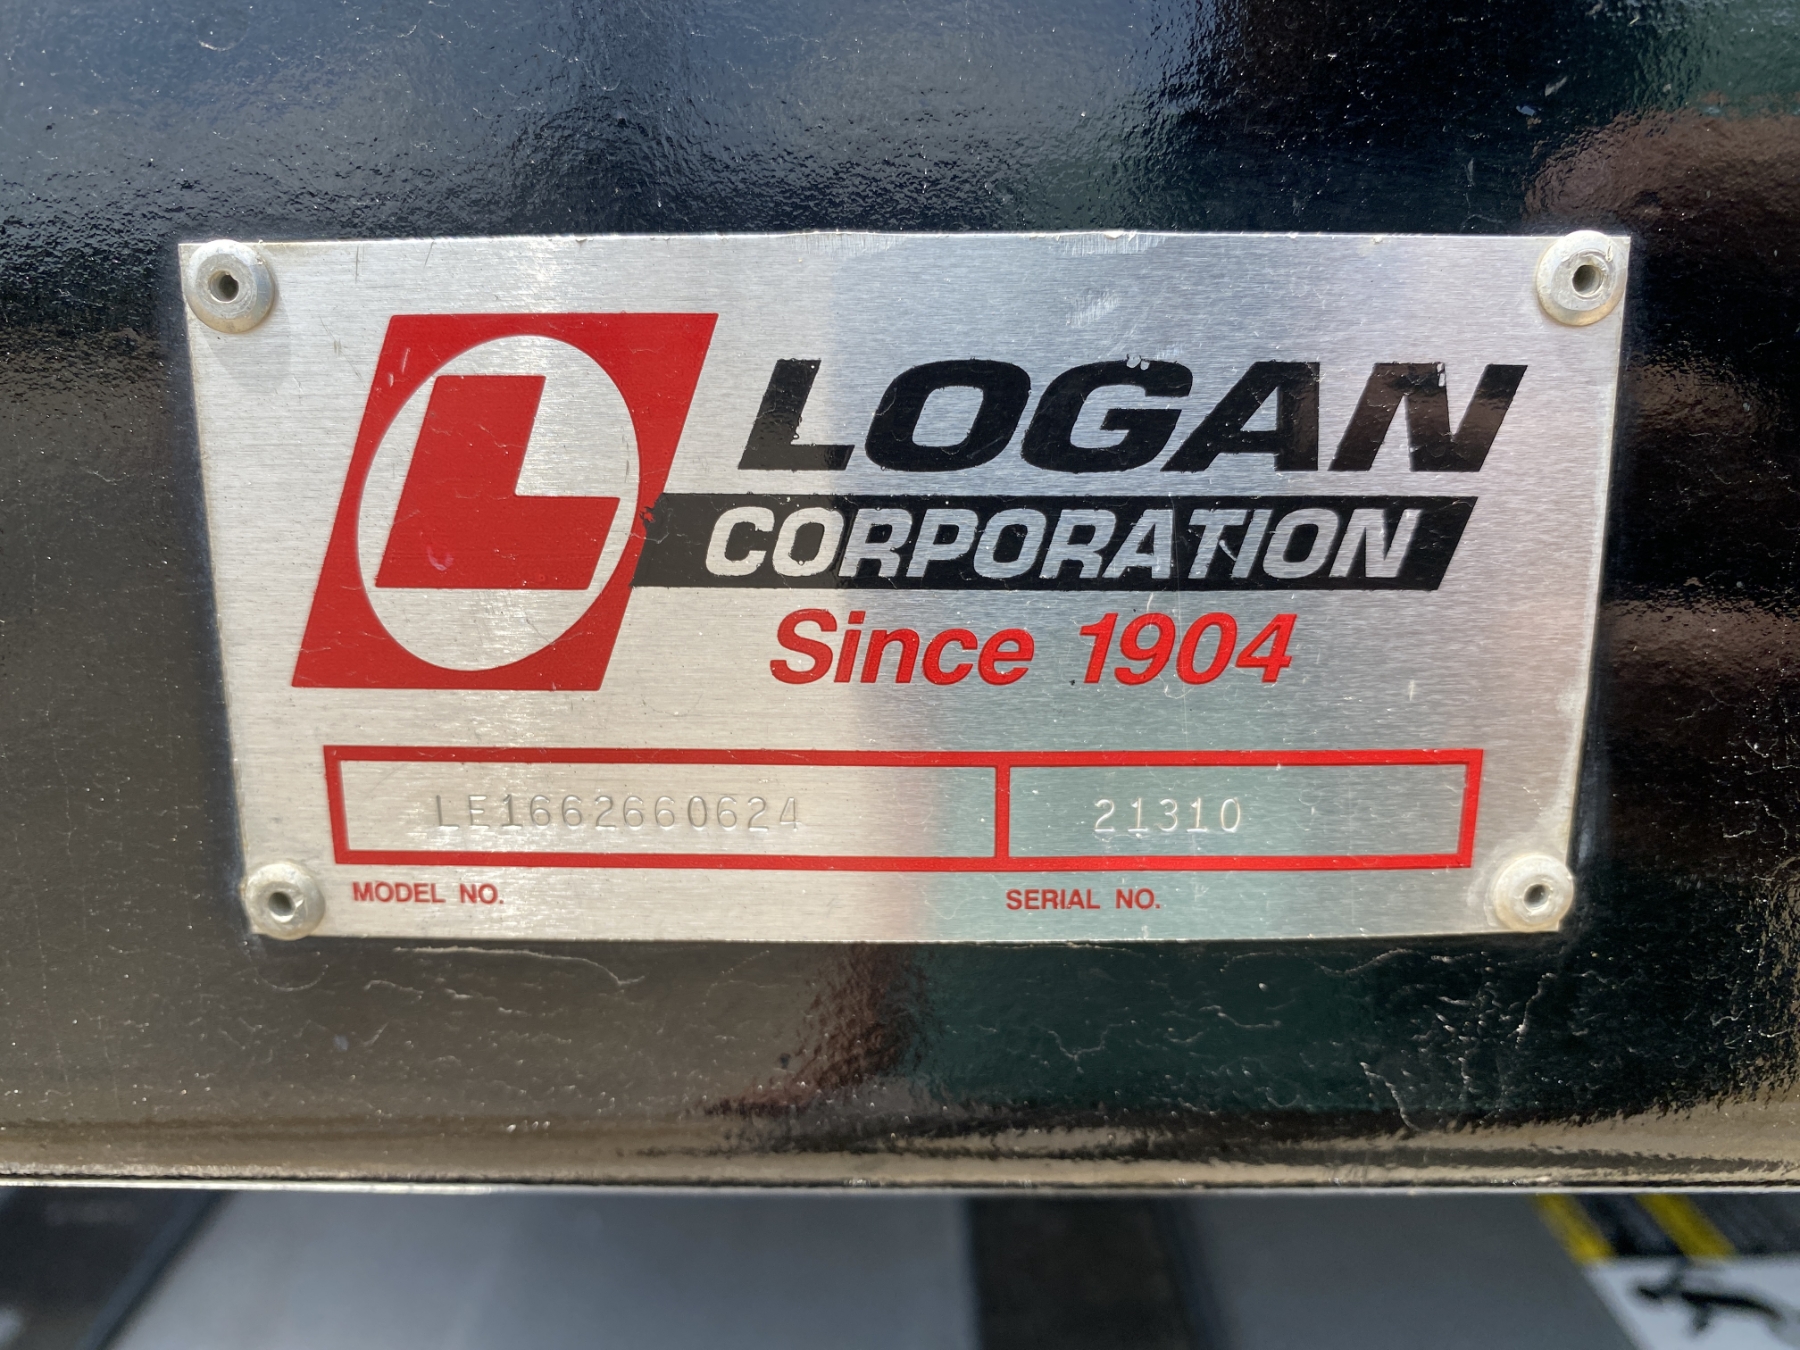 L LOGAN
CORPORATION
Since 1904
LE1662660624 21310
MODEL NO. SERIAL NO.